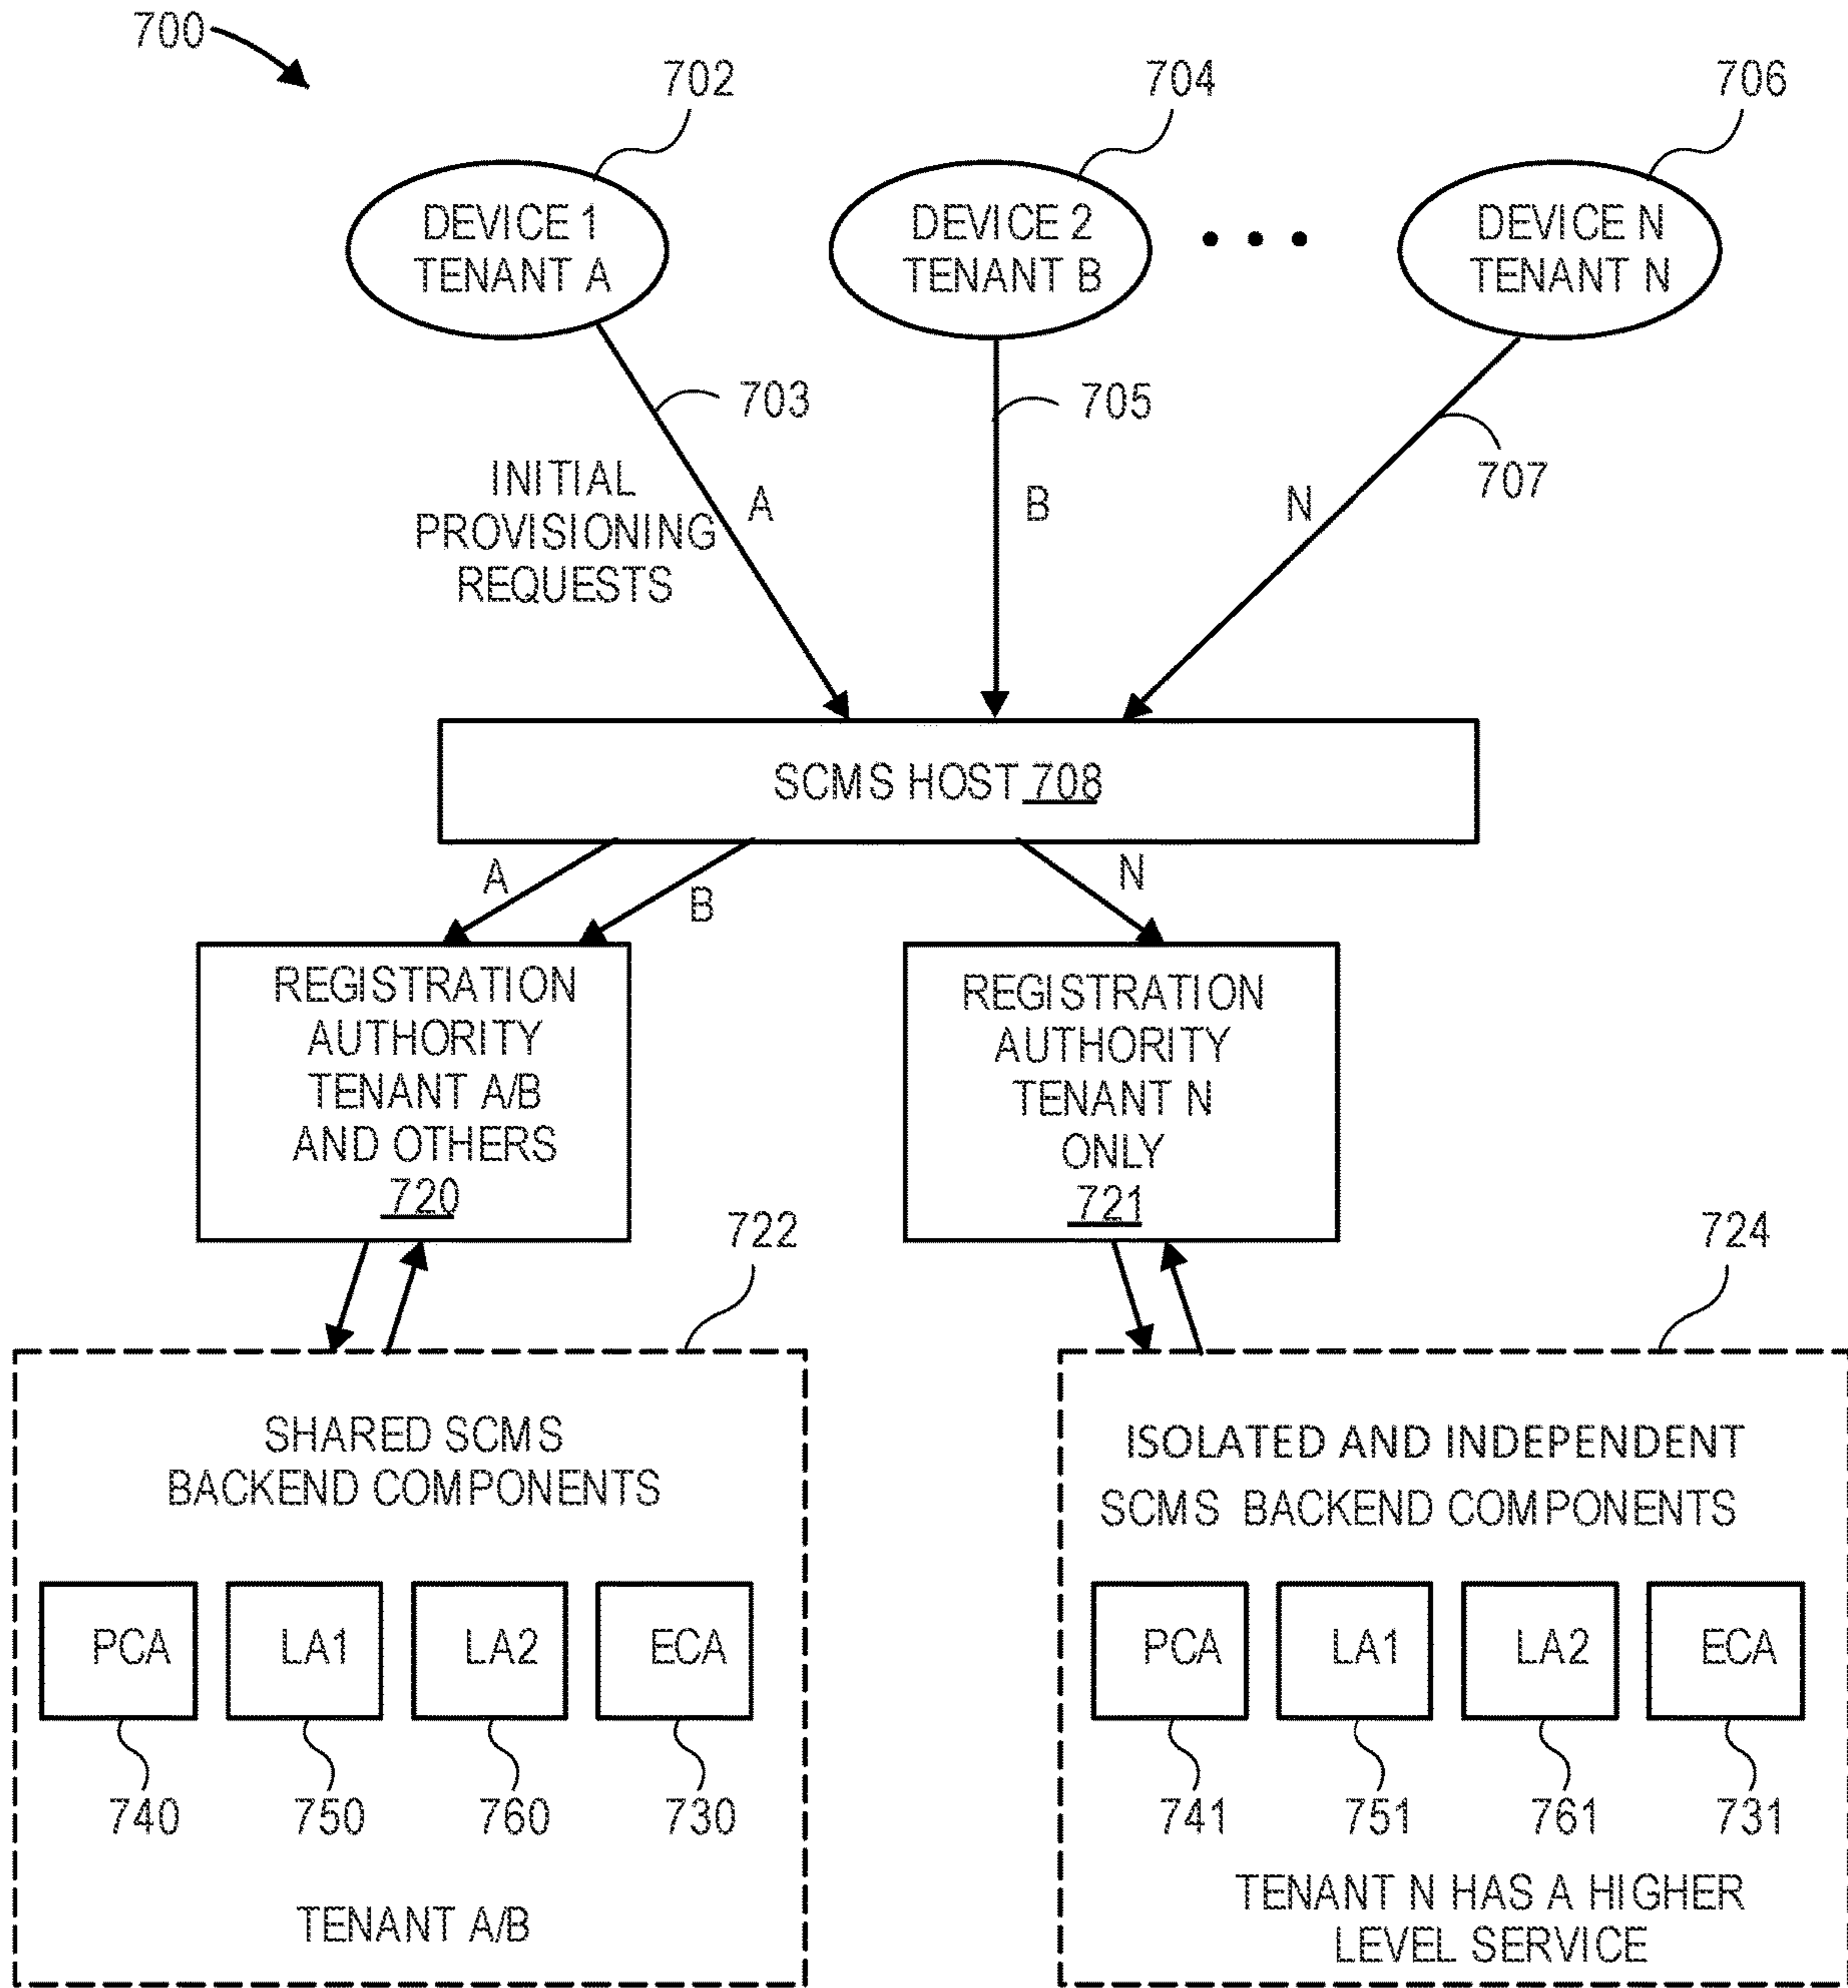 700
702
704
706
DEVICE 1
TENANT A
DEVICE 2
TENANT B
DEVICE N
TENANT N
703
705
707
INITIAL
PROVISIONING
REQUESTS
A
B
N
SCMS HOST 708
A
B
N
REGISTRATION
AUTHORITY
TENANT A/B
AND OTHERS
720
REGISTRATION
AUTHORITY
TENANT N
ONLY
721
722
724
SHARED SCMS
BACKEND COMPONENTS
PCA
LA1
LA2
ECA
740
750
760
730
TENANT A/B
ISOLATED AND INDEPENDENT
SCMS BACKEND COMPONENTS
PCA
LA1
LA2
ECA
741
751
761
731
TENANT N HAS A HIGHER
LEVEL SERVICE